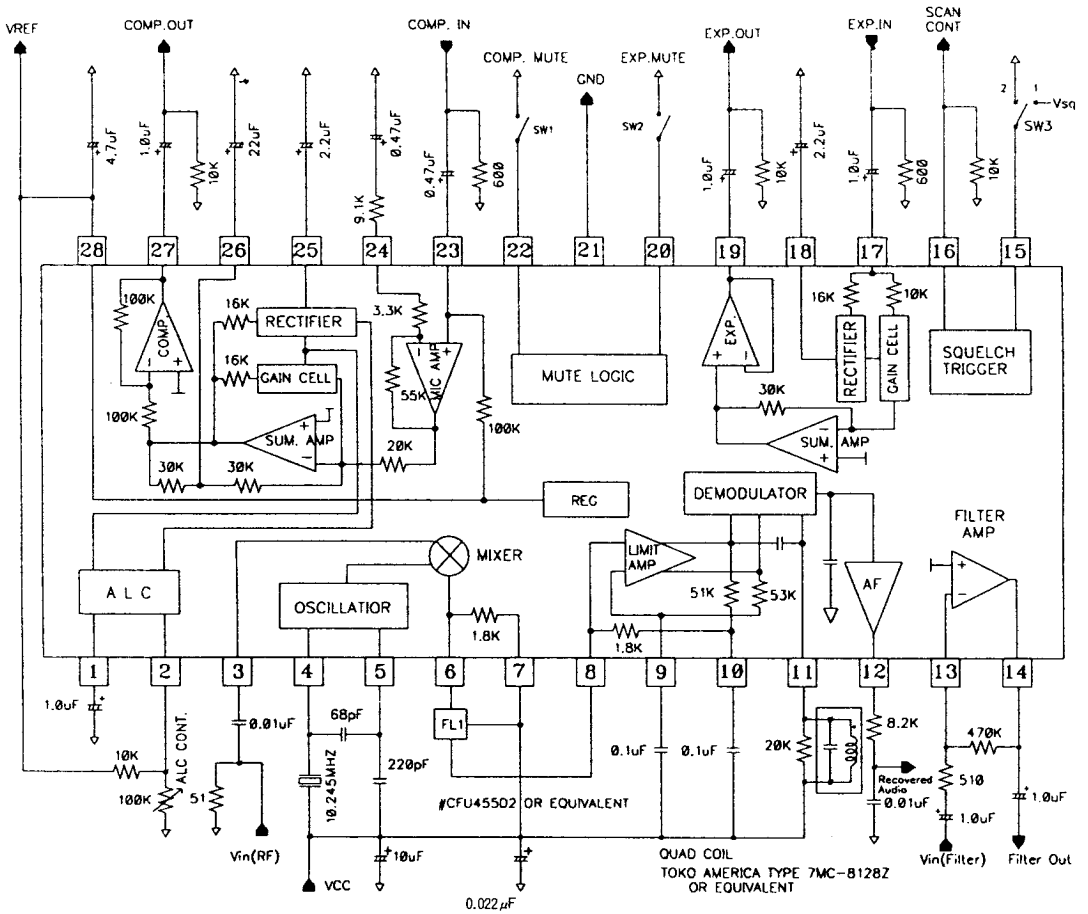 VREF
COMP.OUT
COMP. IN
COMP. MUTE
EXP.MUTE
GND
EXP.OUT
EXP.IN
SCAN
CONT
2
1
Vsq
SW1
SW2
SW3
4.7uF
1.0uF
10K
22uF
2.2uF
0.47uF
9.1K
0.47uF
600
1.0uF
10K
2.2uF
1.0uF
600
10K
28
27
26
25
24
23
22
21
20
19
18
17
16
15
100K
COMP.
16K
RECTIFIER
3.3K
MIC AMP
55K
16K
GAIN CELL
100K
SUM. AMP
20K
100K
30K
30K
MUTE LOGIC
EXP.
16K
10K
RECTIFIER
GAIN CELL
30K
SUM. AMP
SQUELCH
TRIGGER
REG
DEMODULATOR
FILTER
AMP
MIXER
LIMIT
AMP
ALC
OSCILLATIOR
1.8K
51K
53K
1.8K
AF
1
2
3
4
5
6
7
8
9
10
11
12
13
14
1.0uF
ALC CONT.
10K
100K
0.01uF
51
Vin(RF)
68pF
10.245MHZ
220pF
FL1
#CFU455D2 OR EQUIVALENT
0.1uF
0.1uF
20K
8.2K
Recovered
Audio
0.01uF
470K
510
1.0uF
1.0uF
VCC
10uF
0.022μF
QUAD COIL
TOKO AMERICA TYPE 7MC-8128Z
OR EQUIVALENT
Vin(Filter)
Filter Out